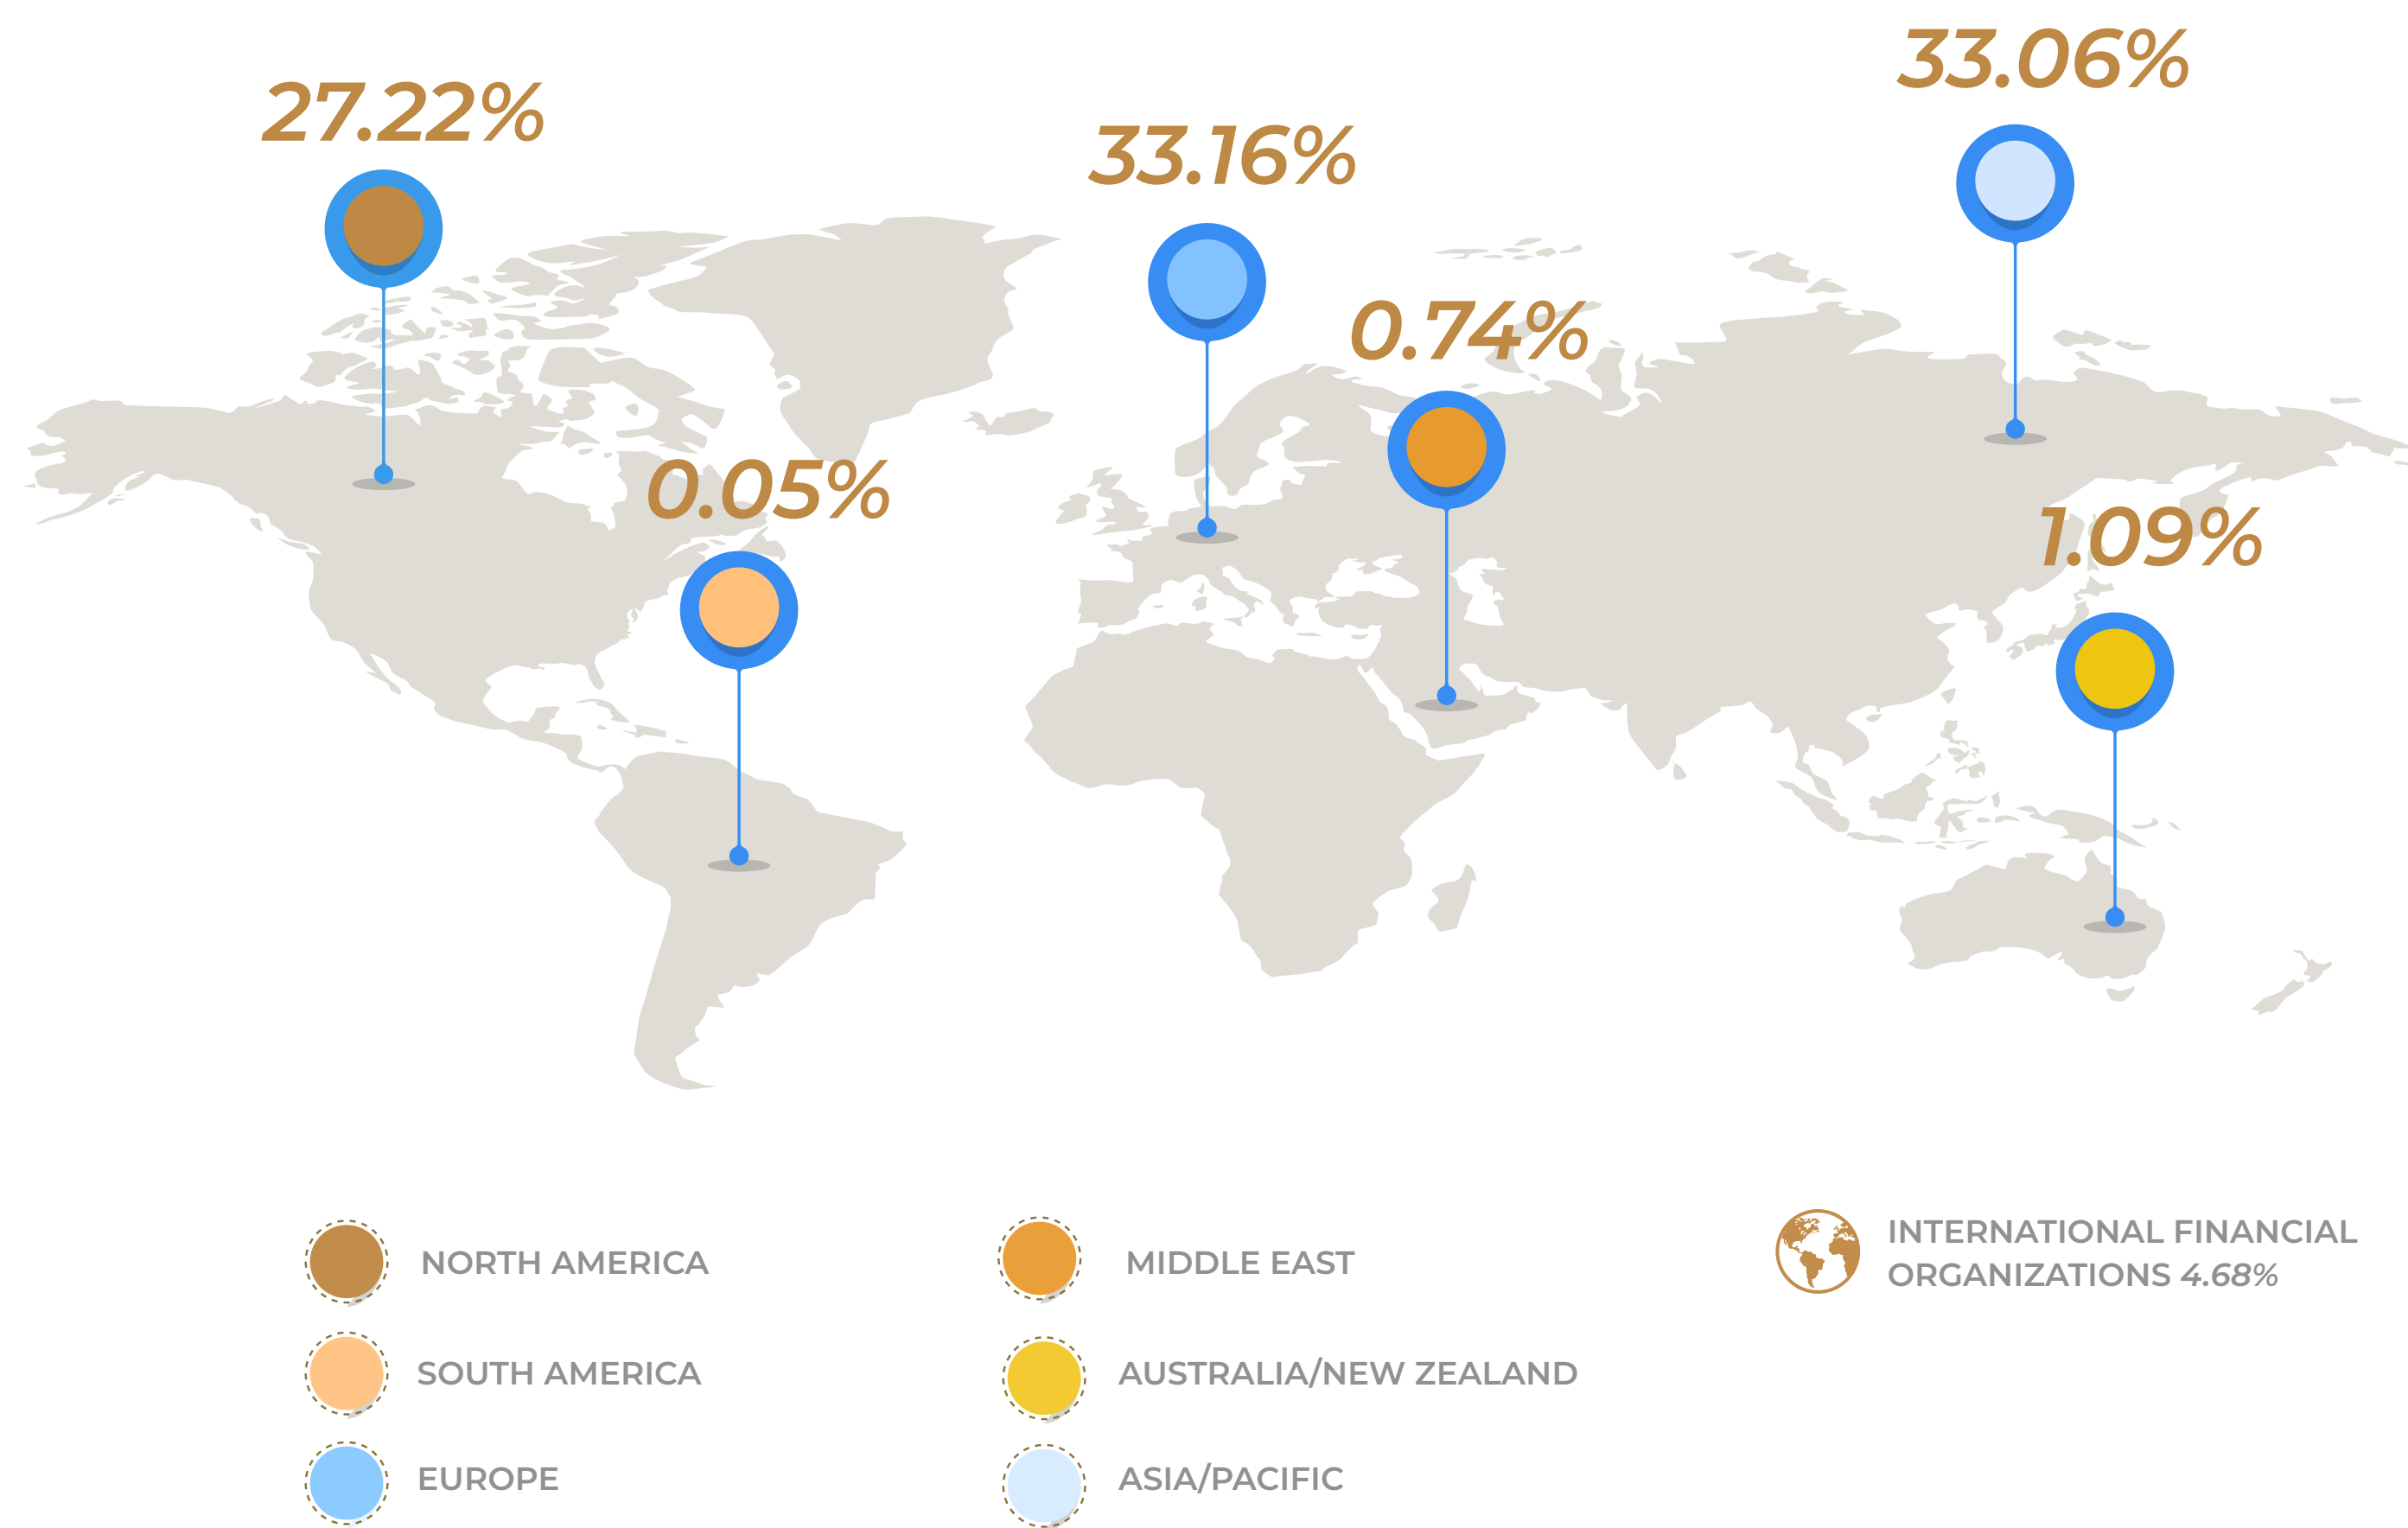 33.06%
27.22%
33.16%
0.74%
0.05%
1.09%
NORTH AMERICA
SOUTH AMERICA
EUROPE
MIDDLE EAST
AUSTRALIA/NEW ZEALAND
ASIA/PACIFIC
INTERNATIONAL FINANCIAL
ORGANIZATIONS 4.68%